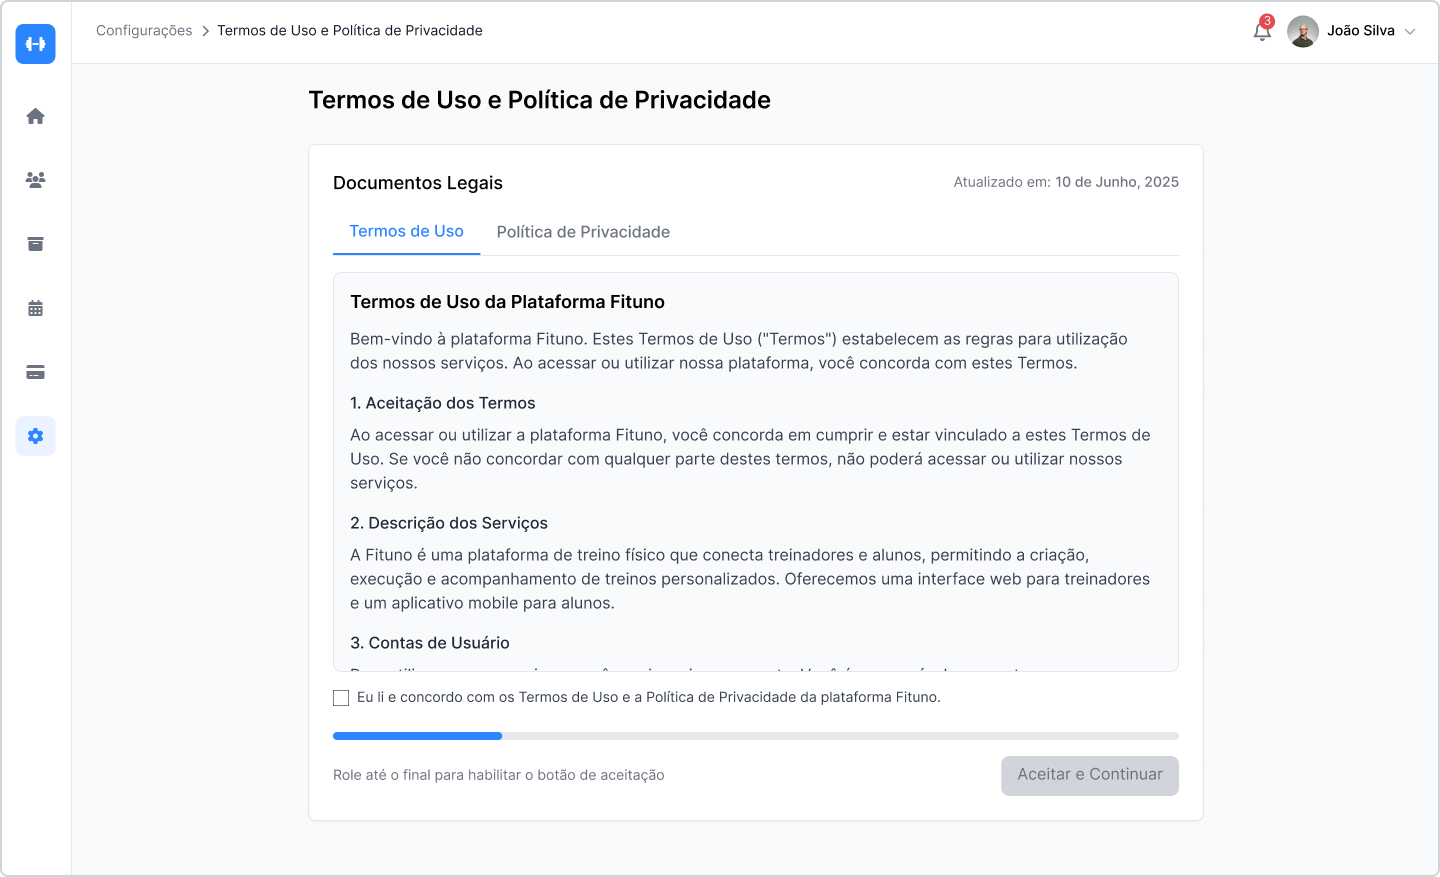 Configurações
Termos de Uso e Política de Privacidade
3
João Silva
Termos de Uso e Política de Privacidade
Documentos Legais
Atualizado em: 10 de Junho, 2025
Termos de Uso
Política de Privacidade
Termos de Uso da Plataforma Fituno
Bem-vindo à plataforma Fituno. Estes Termos de Uso ("Termos") estabelecem as regras para utilização
dos nossos serviços. Ao acessar ou utilizar nossa plataforma, você concorda com estes Termos.
1. Aceitação dos Termos
Ao acessar ou utilizar a plataforma Fituno, você concorda em cumprir e estar vinculado a estes Termos de
Uso. Se você não concordar com qualquer parte destes termos, não poderá acessar ou utilizar nossos
serviços.
2. Descrição dos Serviços
A Fituno é uma plataforma de treino físico que conecta treinadores e alunos, permitindo a criação,
execução e acompanhamento de treinos personalizados. Oferecemos uma interface web para treinadores
e um aplicativo mobile para alunos.
3. Contas de Usuário
Eu li e concordo com os Termos de Uso e a Política de Privacidade da plataforma Fituno.
Role até o final para habilitar o botão de aceitação
Aceitar e Continuar